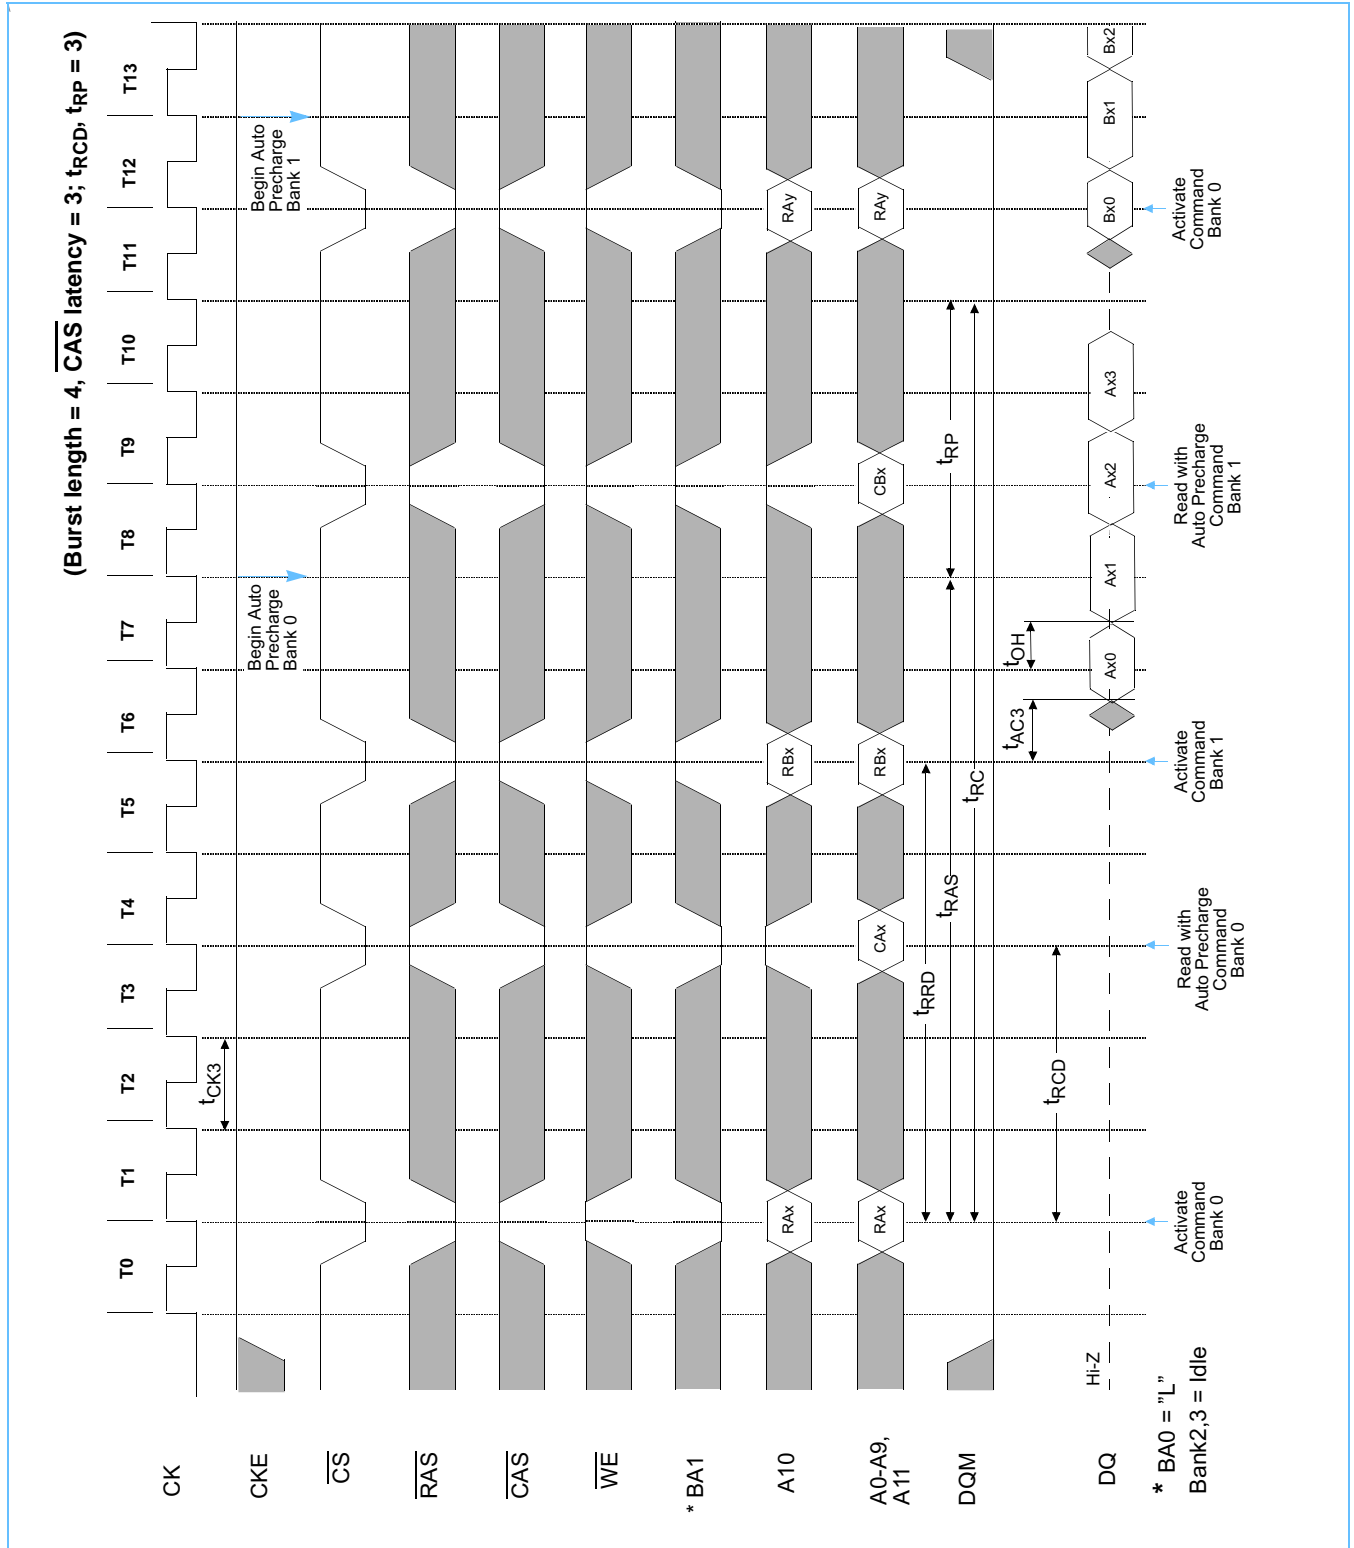 (Burst length = 4, CAS latency = 3; tRCD, tRP = 3)
T0 T1 T2 T3 T4 T5 T6 T7 T8 T9 T10 T11 T12 T13
CK
tCK3
CKE
Begin Auto
Precharge
Bank 0
Begin Auto
Precharge
Bank 1
CS
RAS
CAS
WE
* BA1
A10
RAx RBx RAy
A0-A9,
A11
RAx CAx RBx CBx RAy
tRRD
tRAS
tRP
tRC
DQM
tRCD
tAC3
tOH
DQ
Hi-Z
Ax0 Ax1 Ax2 Ax3 Bx0 Bx1 Bx2
Activate
Command
Bank 0
Read with
Auto Precharge
Command
Bank 0
Activate
Command
Bank 1
Read with
Auto Precharge
Command
Bank 1
Activate
Command
Bank 0
* BA0 = ”L”
Bank2,3 = Idle